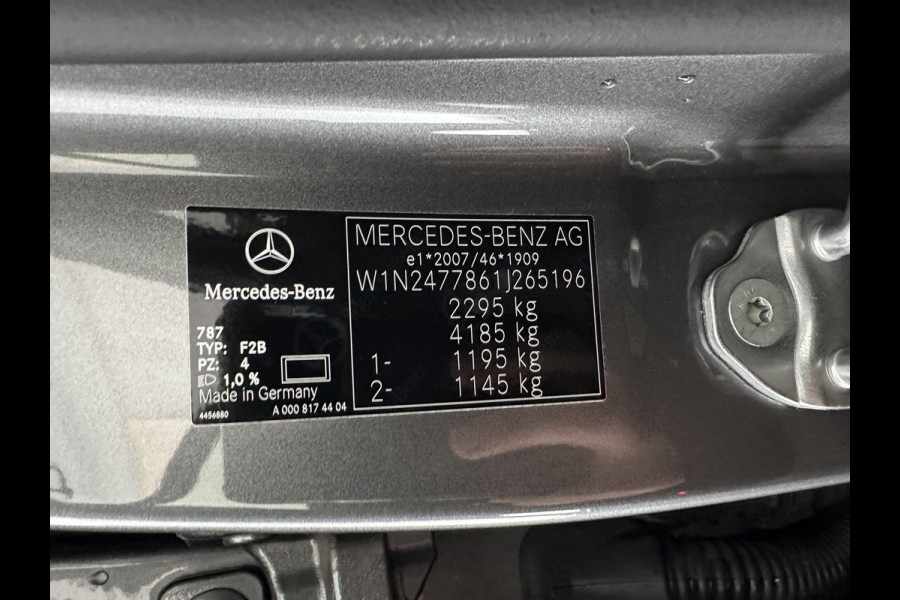 Mercedes-Benz
787
TYP: F2B
PZ: 4
1,0 %
Made in Germany
4456880
A 000 817 44 04
MERCEDES-BENZ AG
e1*2007/46*1909
W1N2477861J265196
2295 kg
4185 kg
1- 1195 kg
2- 1145 kg